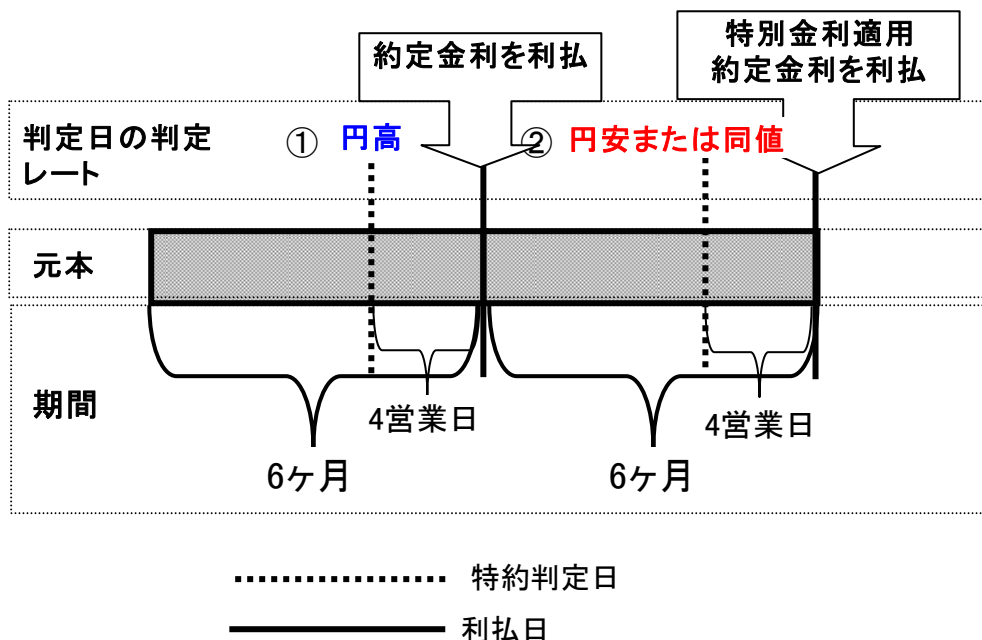 約定金利を利払
特別金利適用
約定金利を利払
判定日の判定
レート
① 円高
② 円安または同値
元本
期間
4営業日
4営業日
6ヶ月
6ヶ月
特約判定日
利払日